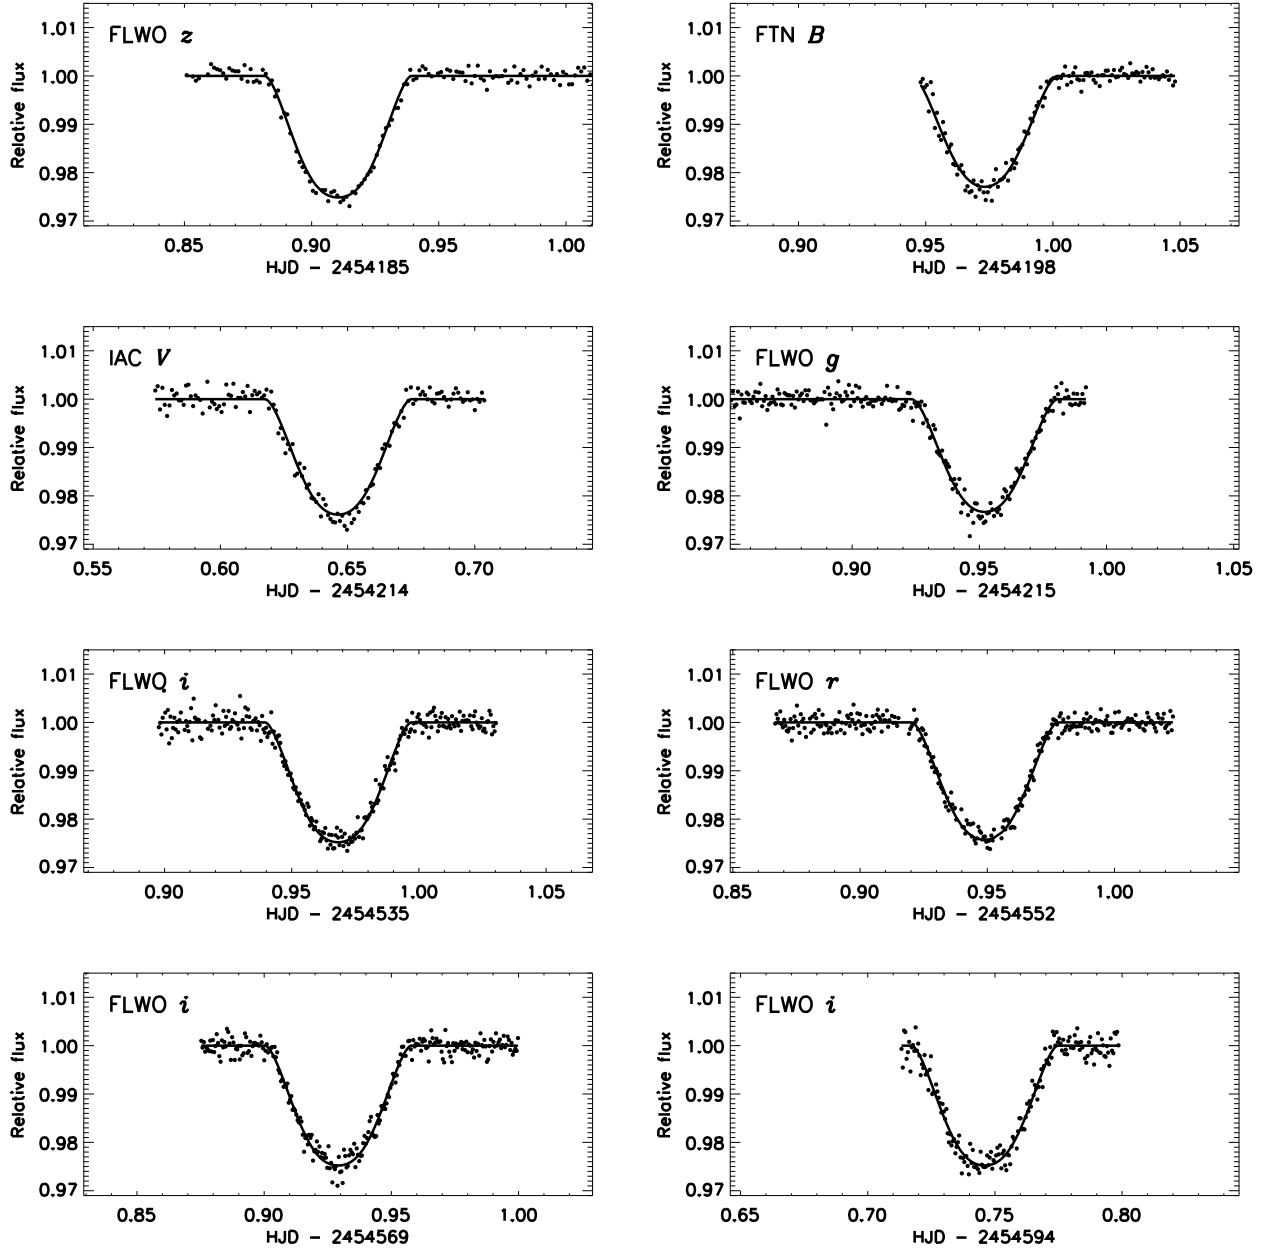 FLWO z
FTN B
1.01
1.00
0.99
0.98
0.97
Relative flux
0.85 0.90 0.95 1.00
HJD – 2454185
1.01
1.00
0.99
0.98
0.97
Relative flux
0.90 0.95 1.00 1.05
HJD – 2454198
IAC V
FLWO g
1.01
1.00
0.99
0.98
0.97
Relative flux
0.55 0.60 0.65 0.70
HJD – 2454214
1.01
1.00
0.99
0.98
0.97
Relative flux
0.90 0.95 1.00 1.05
HJD – 2454215
FLWO i
FLWO r
1.01
1.00
0.99
0.98
0.97
Relative flux
0.90 0.95 1.00 1.05
HJD – 2454535
1.01
1.00
0.99
0.98
0.97
Relative flux
0.85 0.90 0.95 1.00
HJD – 2454552
FLWO i
FLWO i
1.01
1.00
0.99
0.98
0.97
Relative flux
0.85 0.90 0.95 1.00
HJD – 2454569
1.01
1.00
0.99
0.98
0.97
Relative flux
0.65 0.70 0.75 0.80
HJD – 2454594